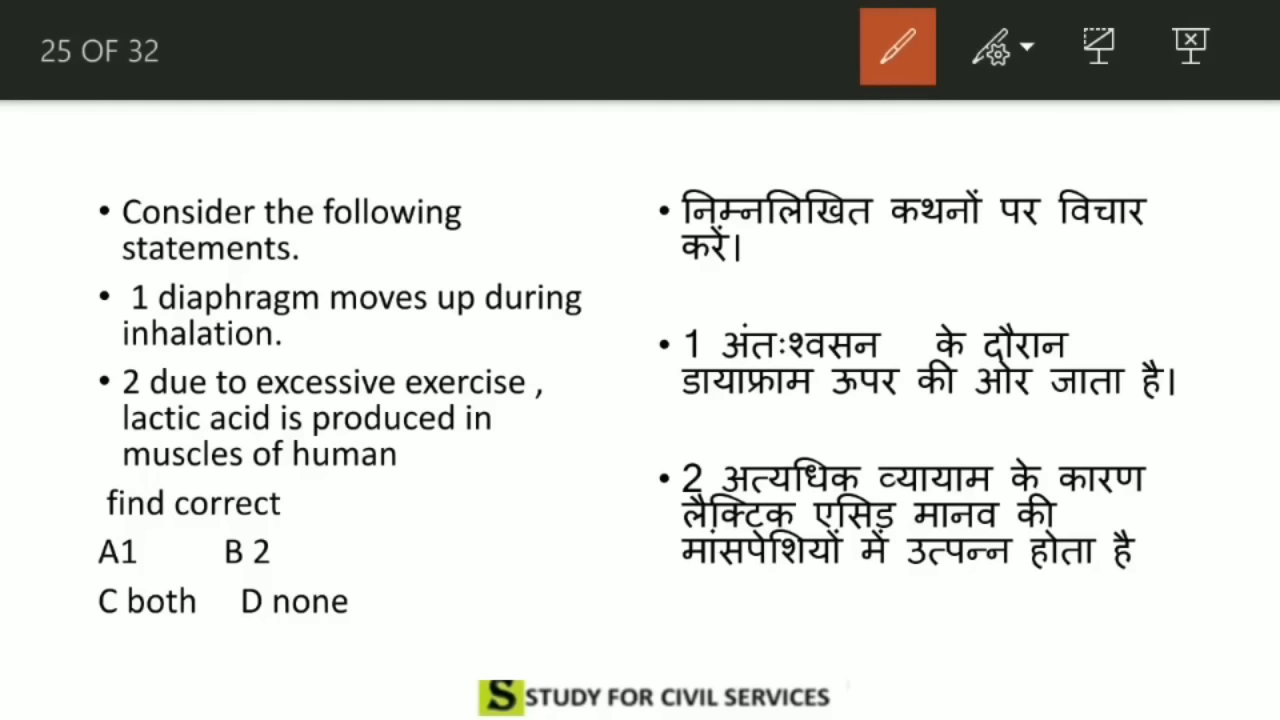 25 OF 32
• Consider the following
statements.
• 1 diaphragm moves up during
inhalation.
• 2 due to excessive exercise ,
lactic acid is produced in
muscles of human
find correct
A1 B 2
C both D none
• निम्नलिखित कथनों पर विचार
करें।
• 1 अंतःश्वसन के दौरान
डायाफ्राम ऊपर की ओर जाता है।
• 2 अत्यधिक व्यायाम के कारण
लैक्टिक एसिड मानव की
मांसपेशियों में उत्पन्न होता है
S STUDY FOR CIVIL SERVICES